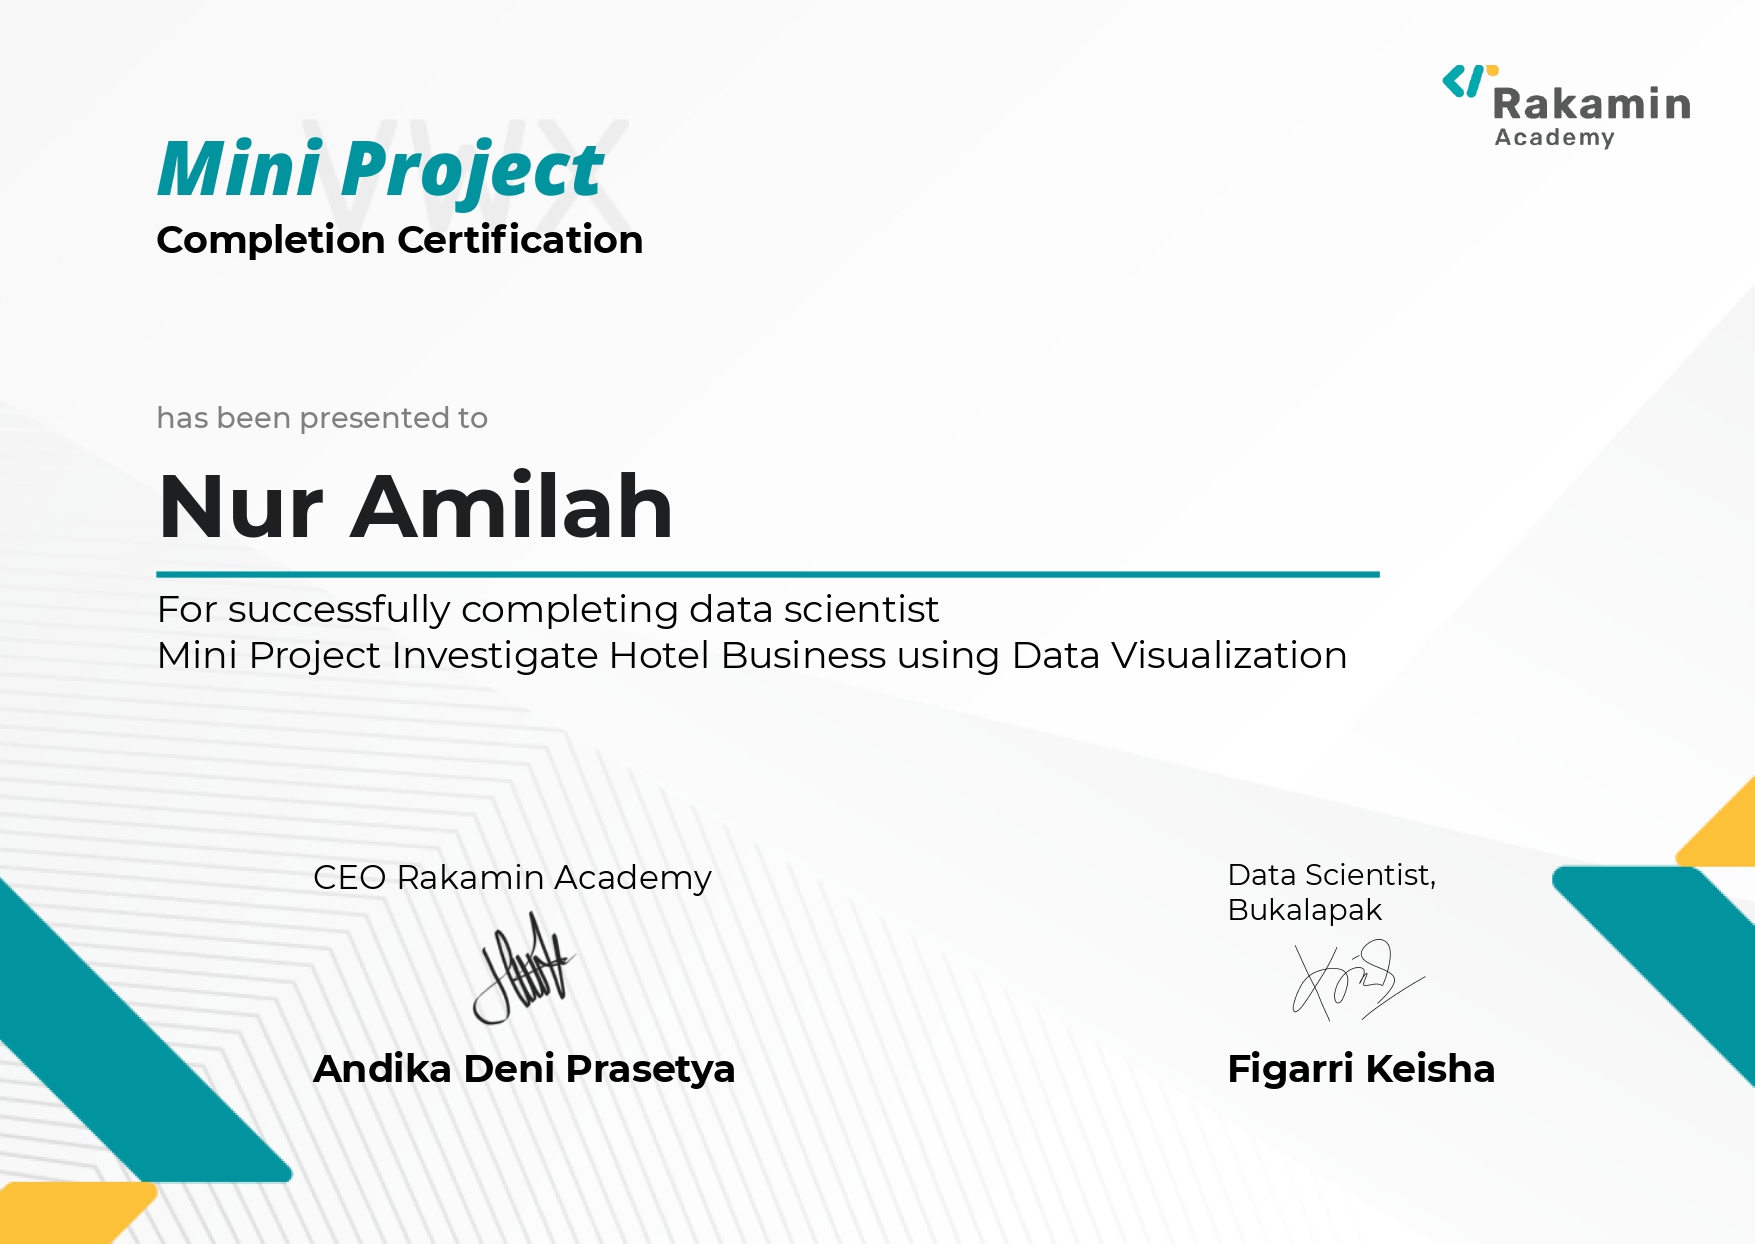 Rakamin
Academy
VWX
Mini Project
Completion Certification
has been presented to
Nur Amilah
For successfully completing data scientist
Mini Project Investigate Hotel Business using Data Visualization
CEO Rakamin Academy
Andika Deni Prasetya
Data Scientist,
Bukalapak
Figarri Keisha